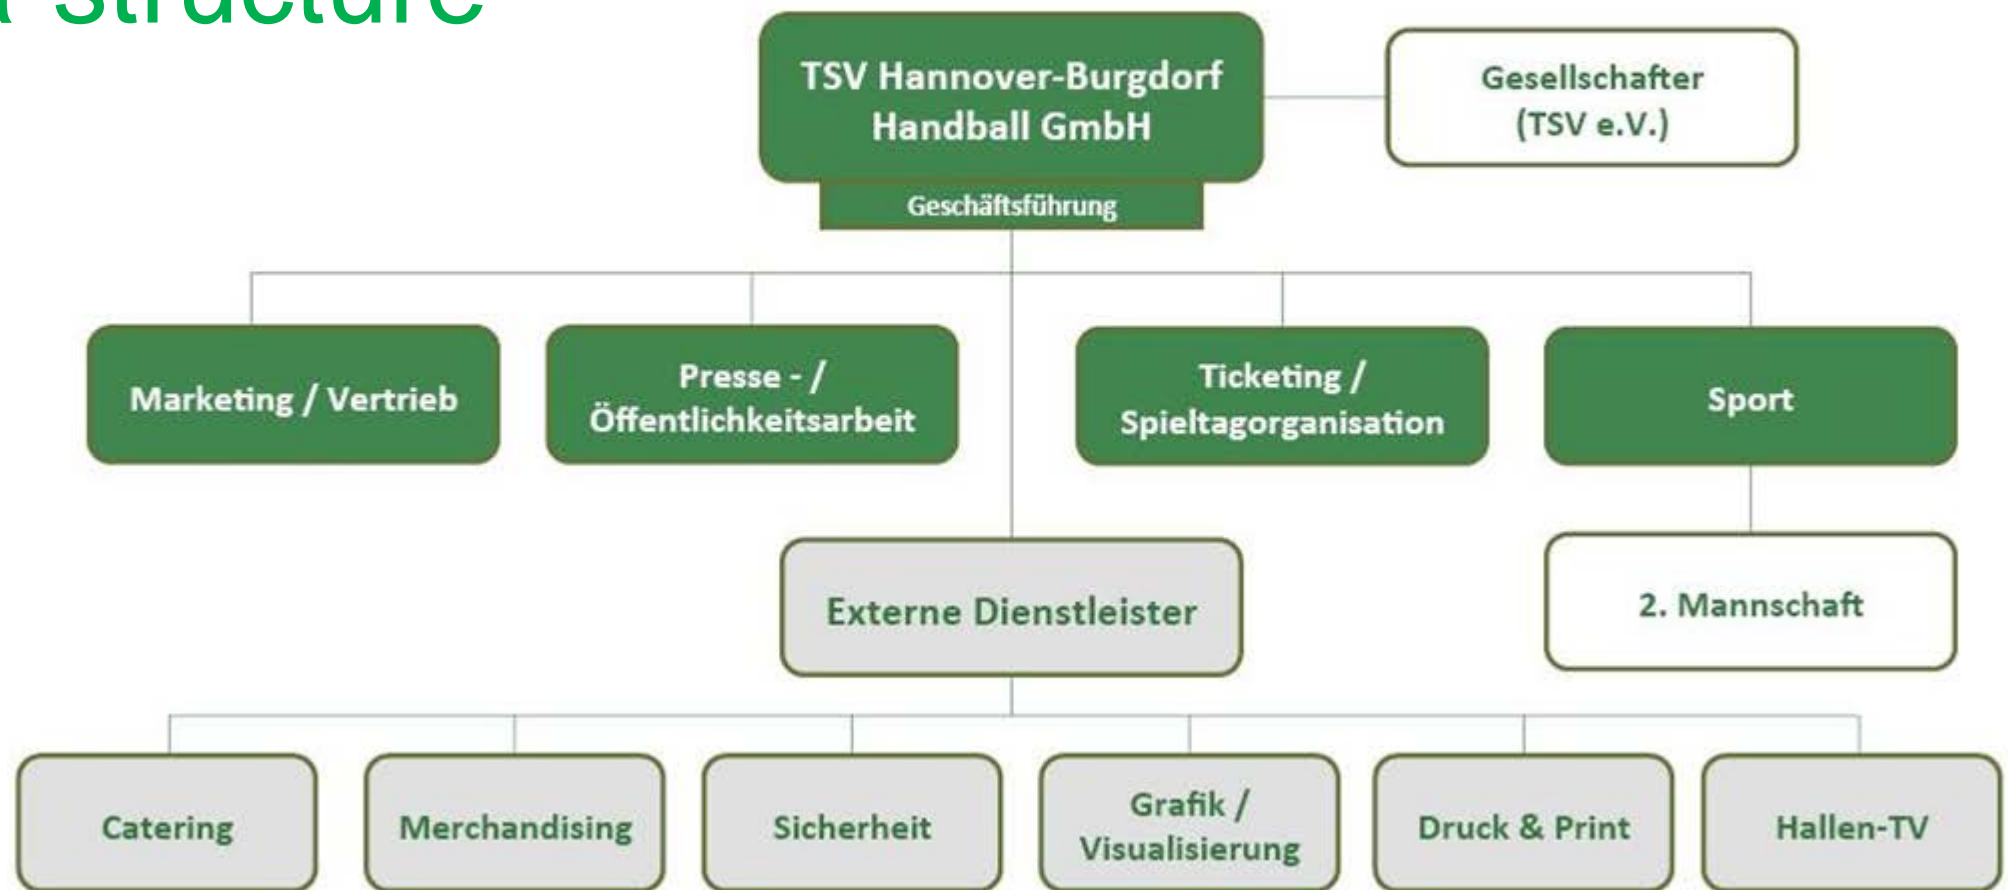 structure
TSV Hannover-Burgdorf
Handball GmbH
Gesellschafter
(TSV e.V.)
Geschäftsführung
Marketing / Vertrieb
Presse - /
Öffentlichkeitsarbeit
Ticketing /
Spieltagorganisation
Sport
Externe Dienstleister
2. Mannschaft
Catering
Merchandising
Sicherheit
Grafik /
Visualisierung
Druck & Print
Hallen-TV